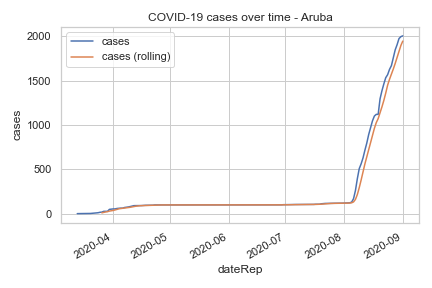 COVID-19 cases over time - Aruba
cases
cases (rolling)
2000
1500
1000
500
0
cases
2020-04
2020-05
2020-06
2020-07
2020-08
2020-09
dateRep